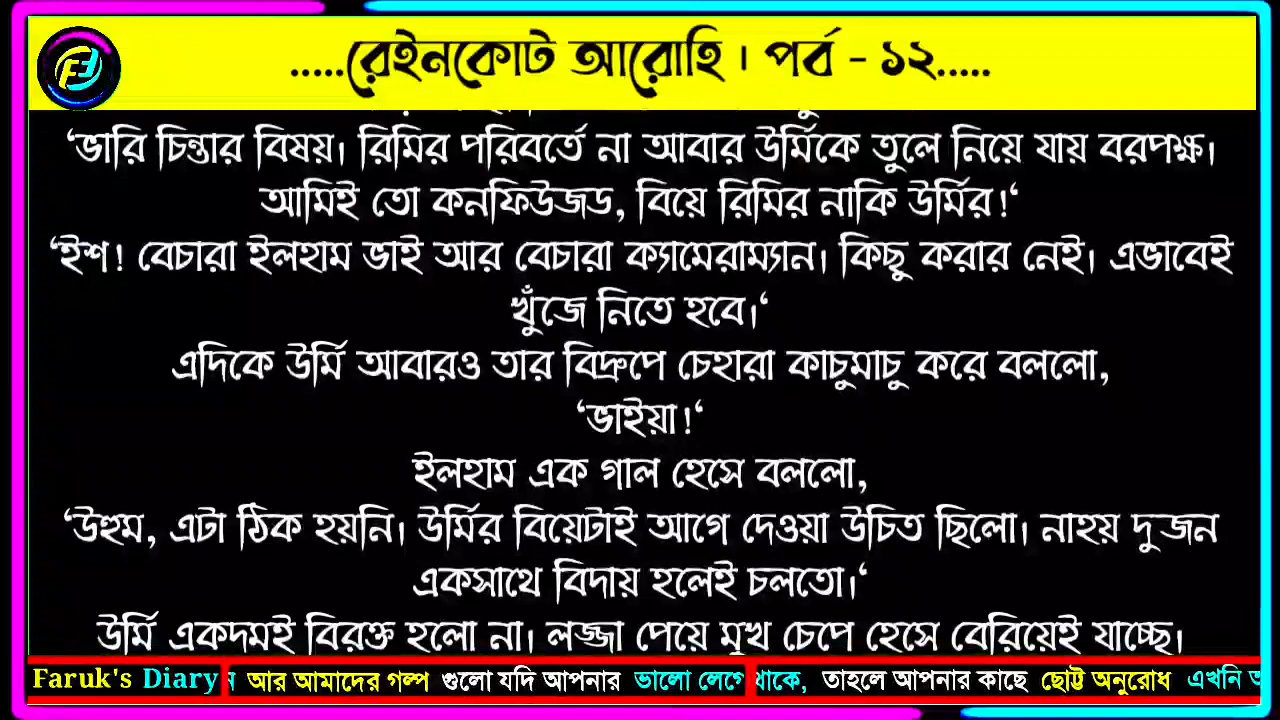 .....রেইনকোট আরোহি। পর্ব - ১২.....
‘ভারি চিন্তার বিষয়। রিমির পরিবর্তে না আবার উর্মিকে তুলে নিয়ে যায় বরপক্ষ।
আমিই তো কনফিউজড, বিয়ে রিমির নাকি উর্মির!‘
‘ইশ! বেচারা ইলহাম ভাই আর বেচারা ক্যামেরাম্যান। কিছু করার নেই। এভাবেই
খুঁজে নিতে হবে।‘
এদিকে উর্মি আবারও তার বিদ্রুপে চেহারা কাচুমাচু করে বললো,
‘ভাইয়া!‘
ইলহাম এক গাল হেসে বললো,
‘উহুম, এটা ঠিক হয়নি। উর্মির বিয়েটাই আগে দেওয়া উচিত ছিলো। নাহয় দু'জন
একসাথে বিদায় হলেই চলতো।‘
উর্মি একদমই বিরক্ত হলো না। লজ্জা পেয়ে মুখ চেপে হেসে বেরিয়েই যাচ্ছে।
Faruk's Diary আর আমাদের গল্প গুলো যদি আপনার ভালো লেগে থাকে, তাহলে আপনার কাছে ছোট্ট অনুরোধ এখনি